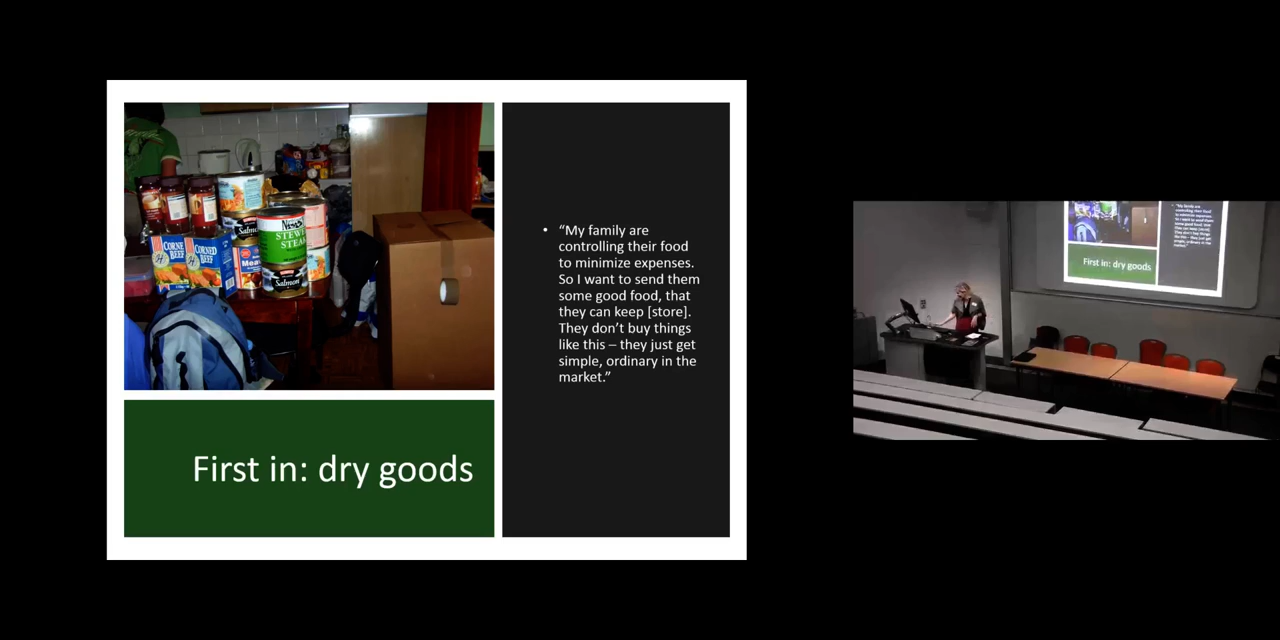 CORNED
BEEF
CORNED
BEEF
Salmon
STEWED
STEAK
Salmon
First in: dry goods
• “My family are
controlling their food
to minimize expenses.
So I want to send them
some good food, that
they can keep [store].
They don’t buy things
like this – they just get
simple, ordinary in the
market.”
First in: dry goods